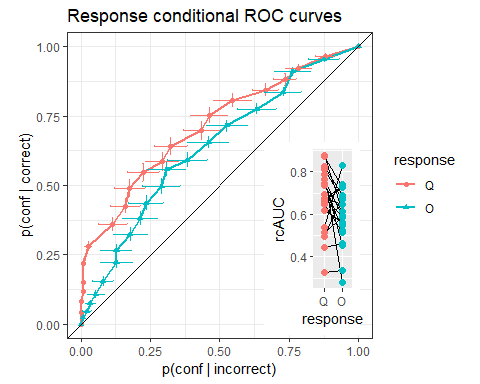 Response conditional ROC curves
1.00
0.75
0.50
0.25
0.00
p(conf | correct)
0.00 0.25 0.50 0.75 1.00
p(conf | incorrect)
0.8
0.6
0.4
rcAUC
Q O
response
response
Q
O